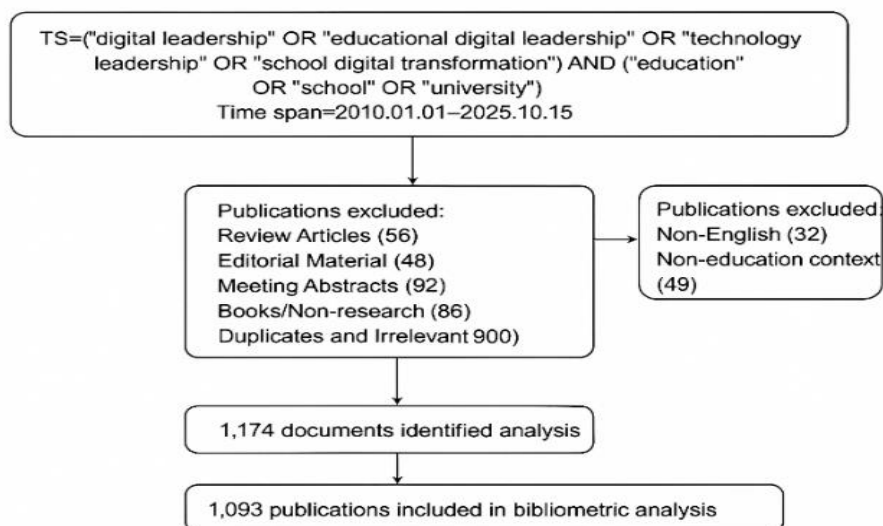 TS=("digital leadership" OR "educational digital leadership" OR "technology
leadership" OR "school digital transformation") AND ("education"
OR "school" OR "university")
Time span=2010.01.01–2025.10.15
Publications excluded:
Review Articles (56)
Editorial Material (48)
Meeting Abstracts (92)
Books/Non-research (86)
Duplicates and Irrelevant 900)
Publications excluded:
Non-English (32)
Non-education context
(49)
1,174 documents identified analysis
1,093 publications included in bibliometric analysis